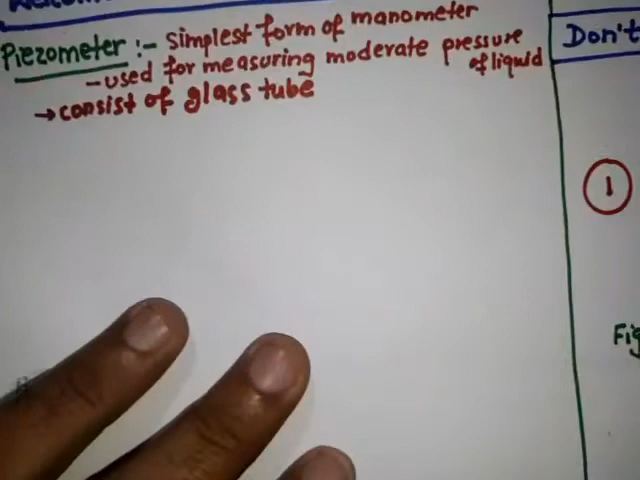 Piezometer :- Simplest form of manometer
- used for measuring moderate pressure
of liquid
→ consist of glass tube
Don't
1
Fig